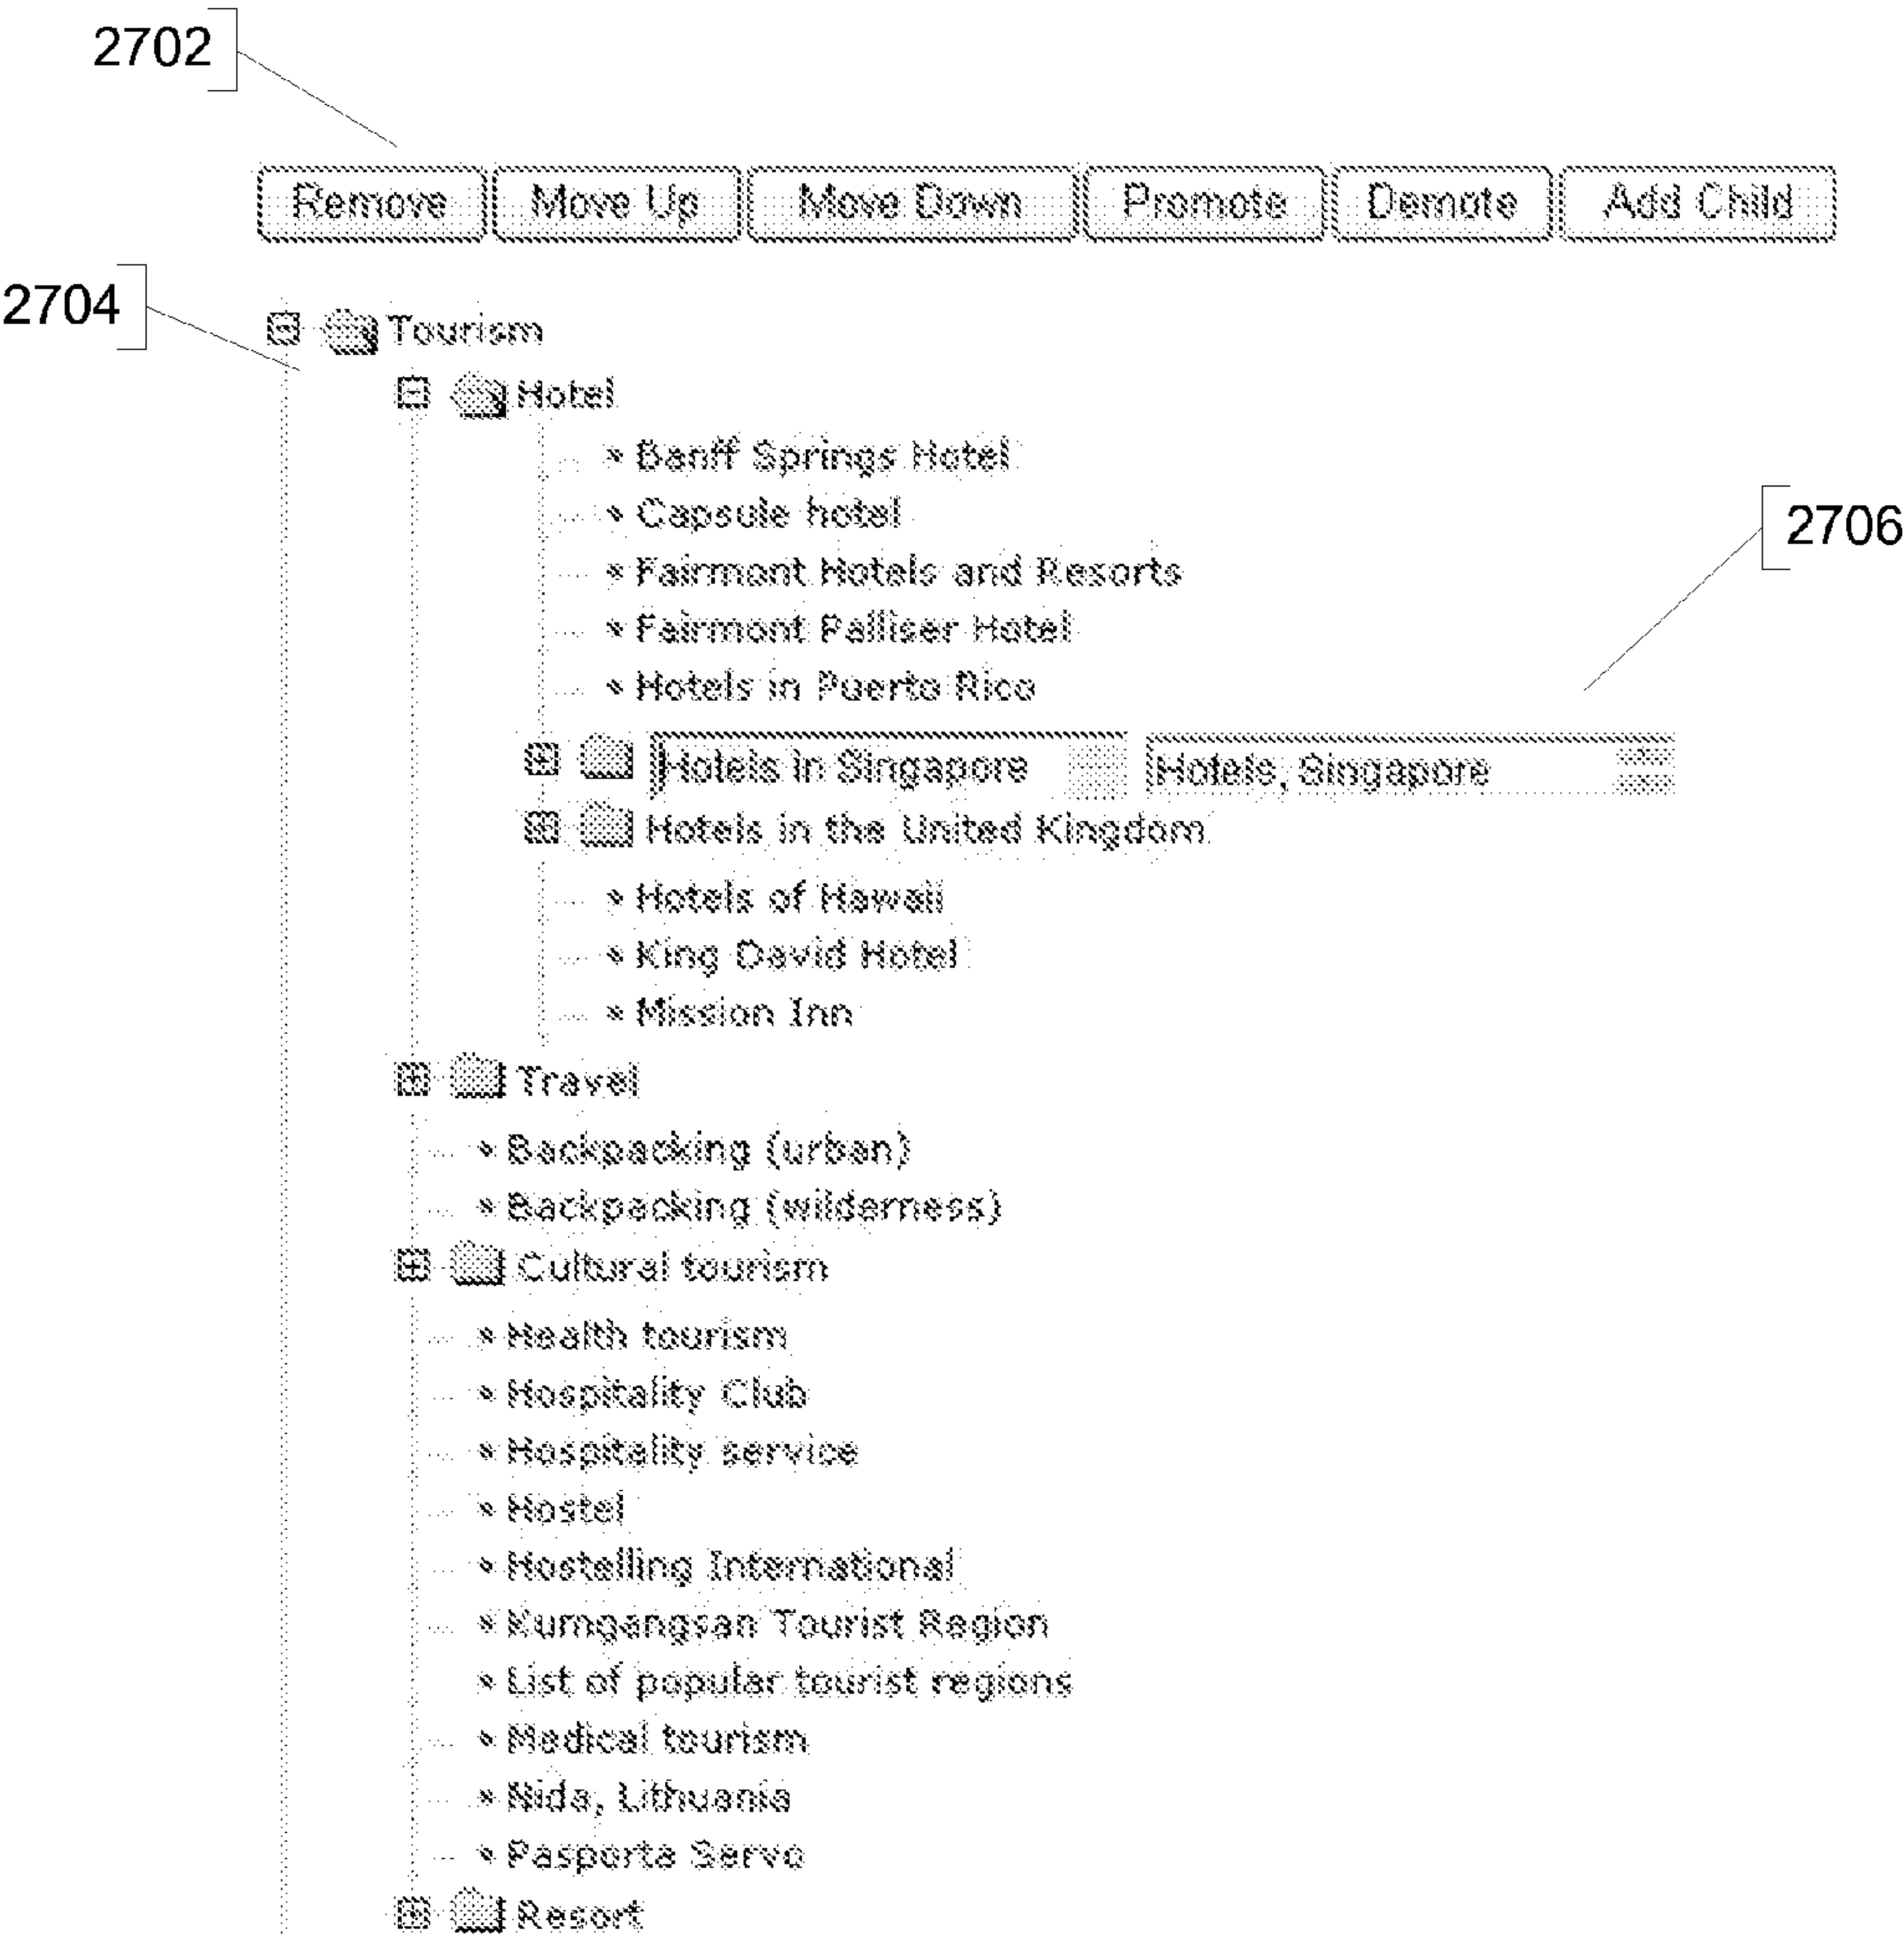 2702
Remove Move Up Move Down Promote Demote Add Child
2704
Tourism
Hotel
Banff Springs Hotel
Capsule hotel
2706
Fairmont Hotels and Resorts
Fairmont Palliser Hotel
Hotels in Puerto Rico
Hotels in Singapore Hotels, Singapore
Hotels in the United Kingdom
Hotels of Hawaii
King David Hotel
Mission Inn
Travel
Backpacking (urban)
Backpacking (wilderness)
Cultural tourism
Health tourism
Hospitality Club
Hospitality service
Hostel
Hostelling International
Kumgangsan Tourist Region
List of popular tourist regions
Medical tourism
Nida, Lithuania
Pasporta Servo
Resort